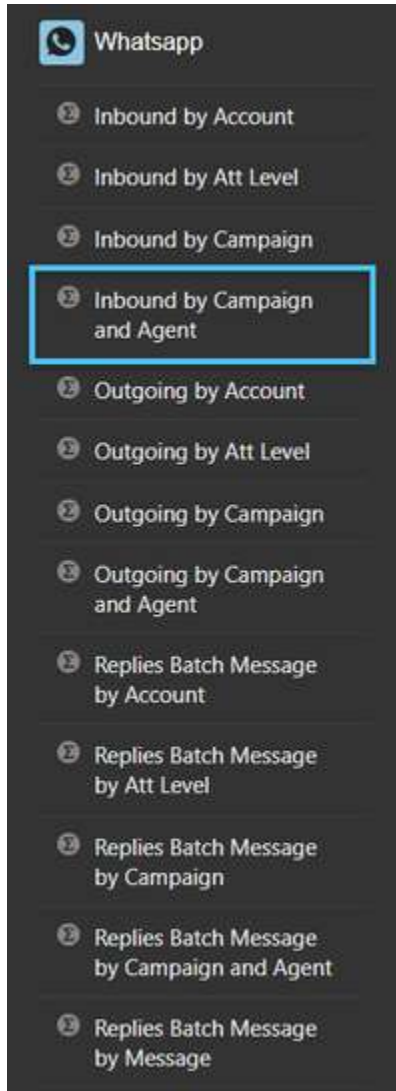 Whatsapp
Inbound by Account
Inbound by Att Level
Inbound by Campaign
Inbound by Campaign
and Agent
Outgoing by Account
Outgoing by Att Level
Outgoing by Campaign
Outgoing by Campaign
and Agent
Replies Batch Message
by Account
Replies Batch Message
by Att Level
Replies Batch Message
by Campaign
Replies Batch Message
by Campaign and Agent
Replies Batch Message
by Message